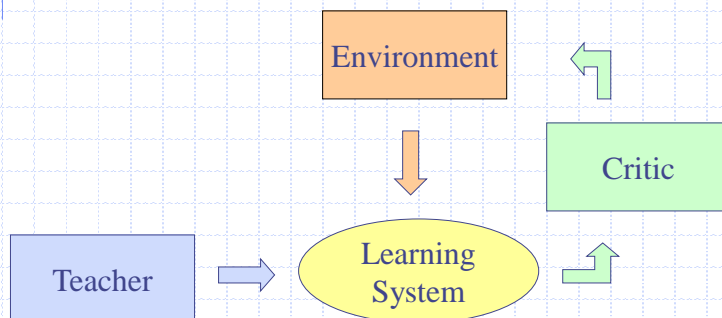 Environment
Critic
Learning
System
Teacher